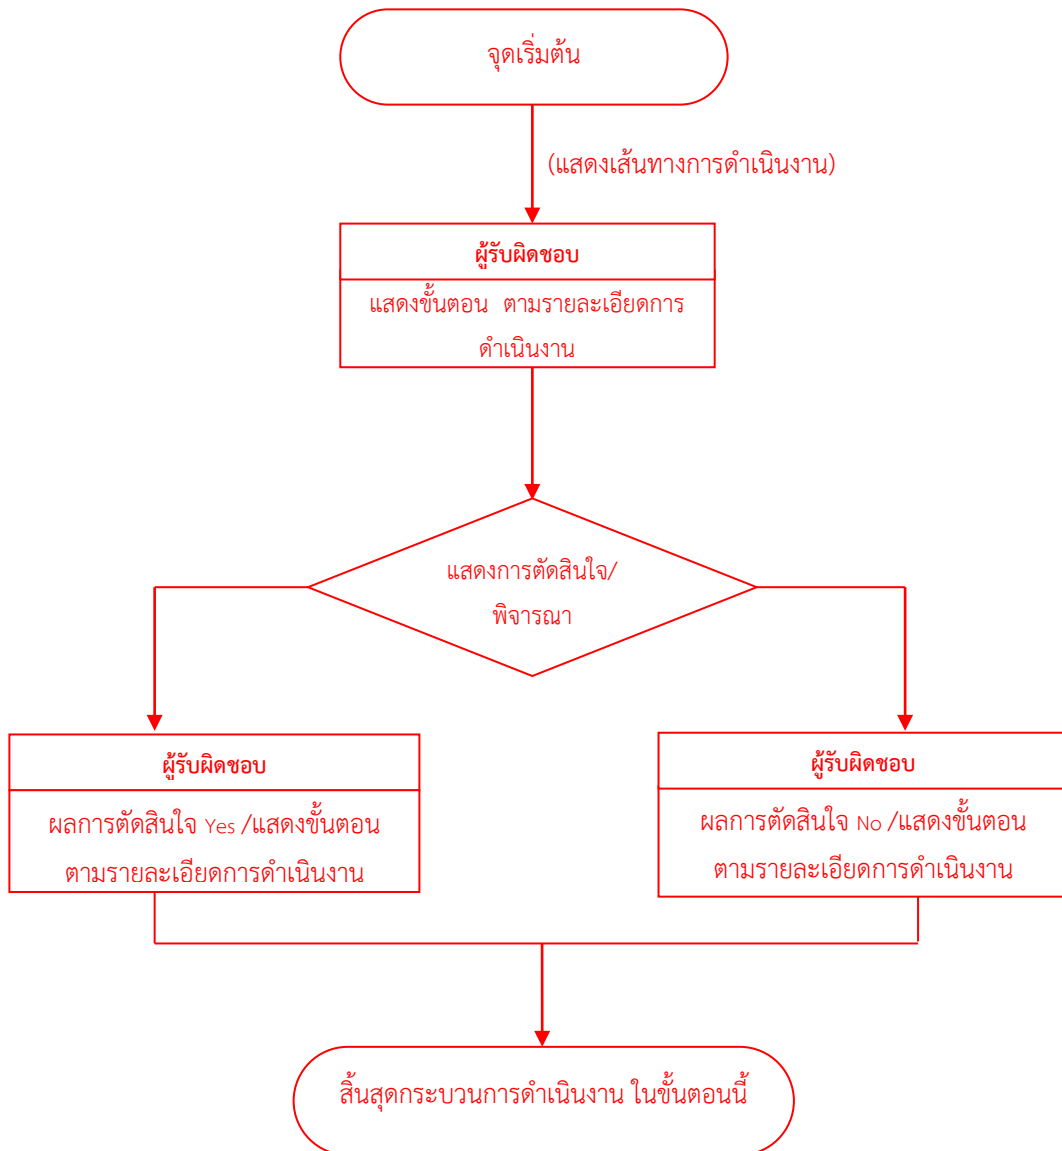 จุดเริ่มต้น
(แสดงเส้นทางการดำเนินงาน)
ผู้รับผิดชอบ
แสดงขั้นตอน ตามรายละเอียดการ
ดำเนินงาน
แสดงการตัดสินใจ/
พิจารณา
ผู้รับผิดชอบ
ผลการตัดสินใจ Yes /แสดงขั้นตอน
ตามรายละเอียดการดำเนินงาน
ผู้รับผิดชอบ
ผลการตัดสินใจ No /แสดงขั้นตอน
ตามรายละเอียดการดำเนินงาน
สิ้นสุดกระบวนการดำเนินงาน ในขั้นตอนนี้